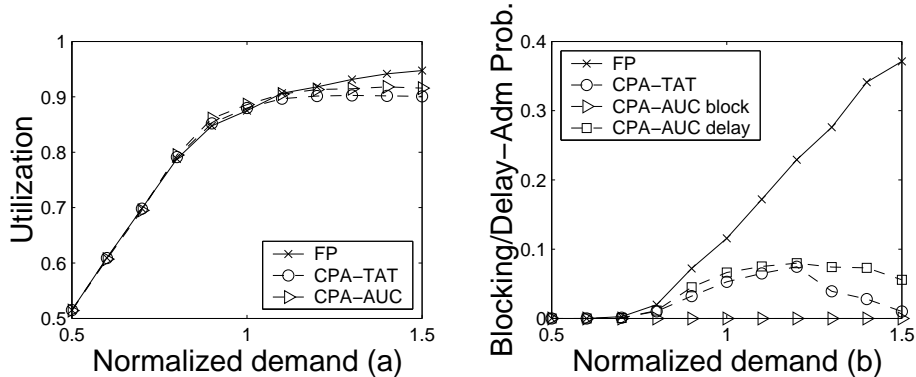 Utilization
1
0.9
0.8
0.7
0.6
0.5
0.5
1
1.5
FP
CPA−TAT
CPA−AUC
Normalized demand (a)
Blocking/Delay−Adm Prob.
0.4
0.3
0.2
0.1
0
0.5
1
1.5
FP
CPA−TAT
CPA−AUC block
CPA−AUC delay
Normalized demand (b)